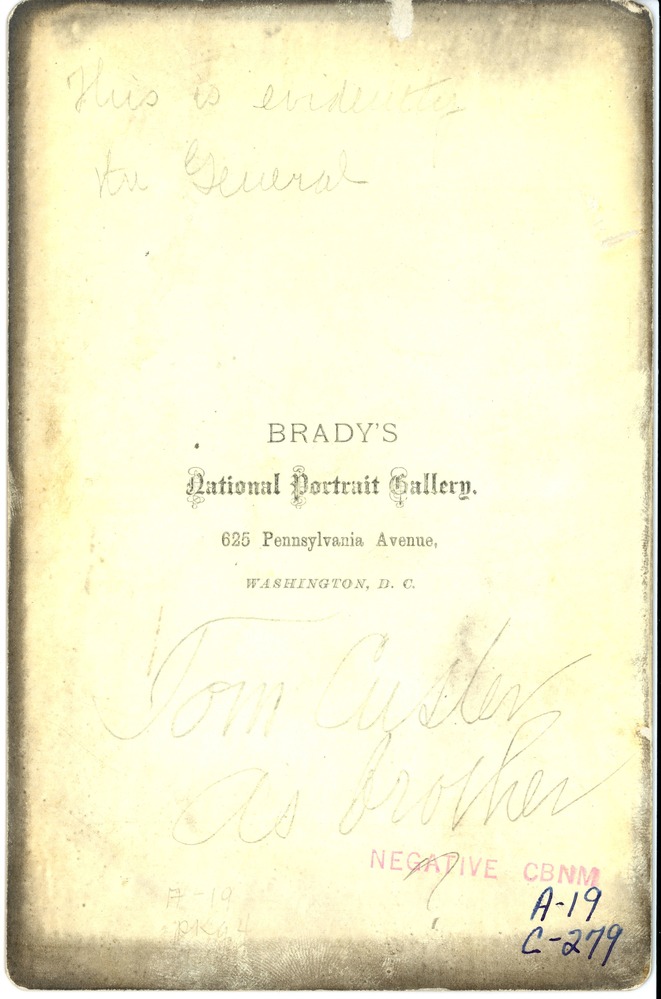 This is evidently
the General
BRADY'S
National Portrait Gallery.
625 Pennsylvania Avenue,
WASHINGTON, D. C.
Tom Custer
as brother
NEGATIVE CBNM
A-19
A-19
C-279